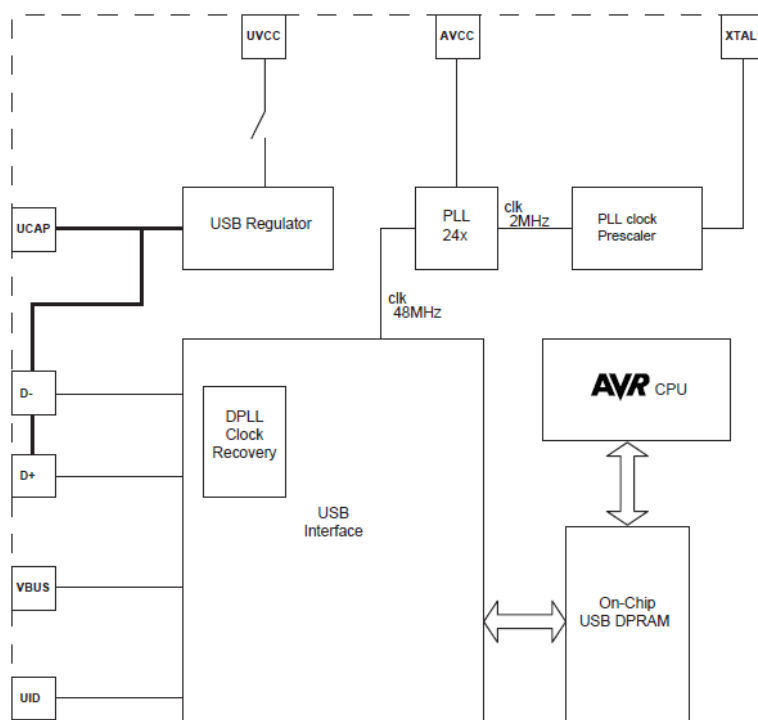 UVCC
AVCC
XTAL1
UCAP
USB Regulator
PLL
24x
clk
2MHz
PLL clock
Prescaler
clk
48MHz
D-
DPLL
Clock
Recovery
AVR CPU
D+
USB
Interface
VBUS
On-Chip
USB DPRAM
UID